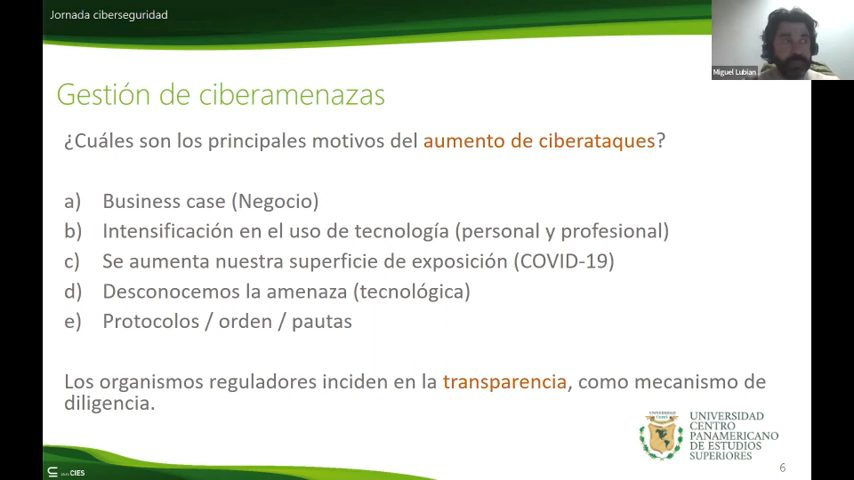 Jornada ciberseguridad
Miguel Lubian
Gestión de ciberamenazas
¿Cuáles son los principales motivos del aumento de ciberataques?
a) Business case (Negocio)
b) Intensificación en el uso de tecnología (personal y profesional)
c) Se aumenta nuestra superficie de exposición (COVID-19)
d) Desconocemos la amenaza (tecnológica)
e) Protocolos / orden / pautas
Los organismos reguladores inciden en la transparencia, como mecanismo de
diligencia.
UNIVERSIDAD
CENTRO
PANAMERICANO
DE ESTUDIOS
SUPERIORES
CIES
6